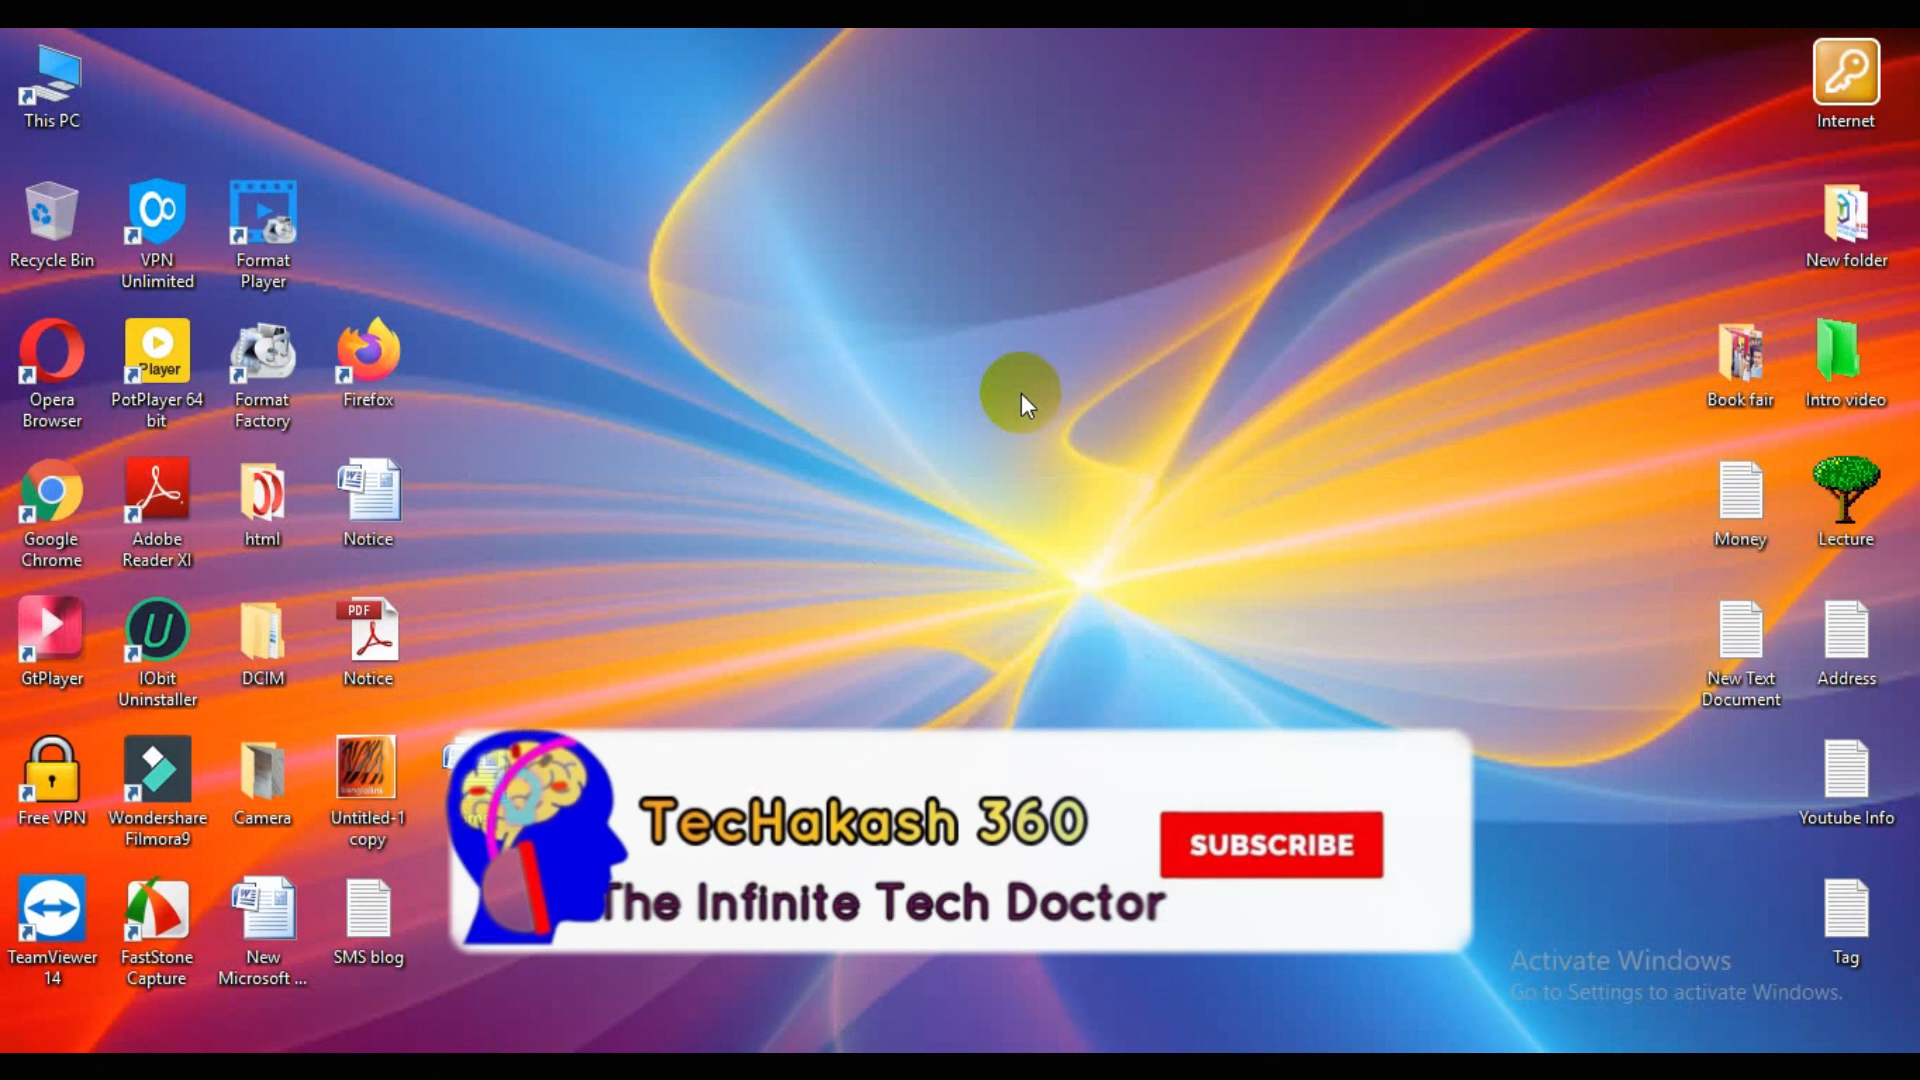 This PC
Internet
Recycle Bin
VPN
Unlimited
Format
Player
New folder
Player
Opera
Browser
PotPlayer 64
bit
Format
Factory
Firefox
Book fair
Intro video
Google
Chrome
Adobe
Reader XI
html
Notice
Money
Lecture
PDF
GtPlayer
IObit
Uninstaller
DCIM
Notice
New Text
Document
Address
Free VPN
Wondershare
Filmora9
Camera
Untitled-1
copy
Youtube Info
TecHakash 360
SUBSCRIBE
The Infinite Tech Doctor
TeamViewer
14
FastStone
Capture
New
Microsoft ...
SMS blog
Tag
Activate Windows
Go to Settings to activate Windows.